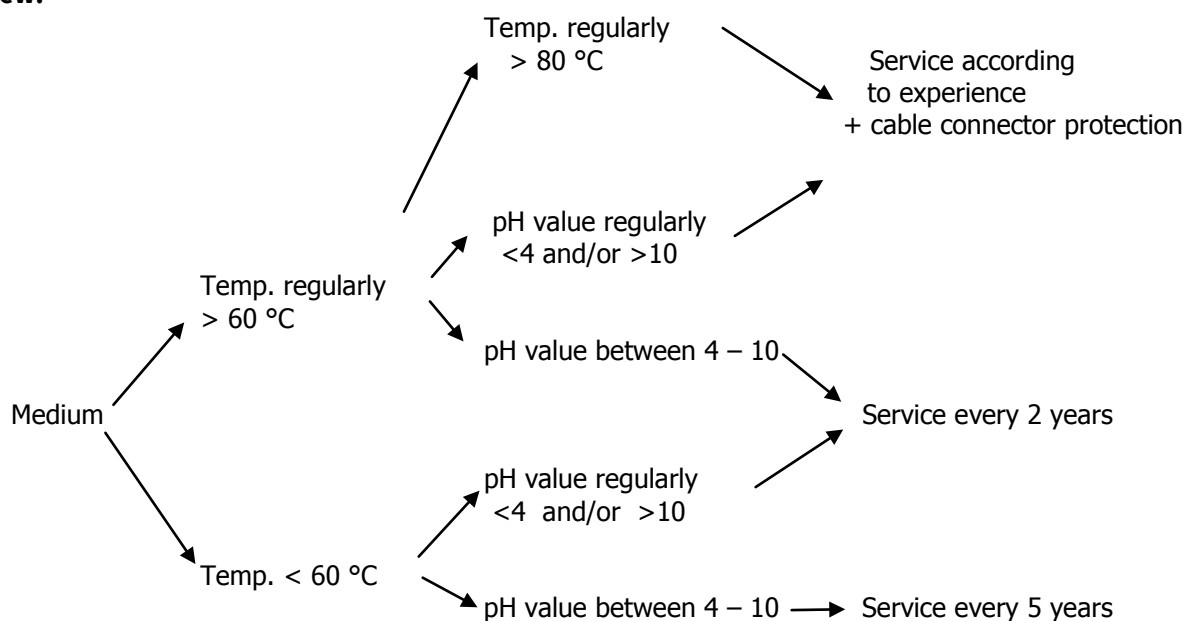 Temp. regularly
> 80 °C
Service according
to experience
+ cable connector protection
pH value regularly
<4 and/or >10
Temp. regularly
> 60 °C
pH value between 4 – 10
Medium
Service every 2 years
pH value regularly
<4 and/or >10
Temp. < 60 °C
pH value between 4 – 10
Service every 5 years